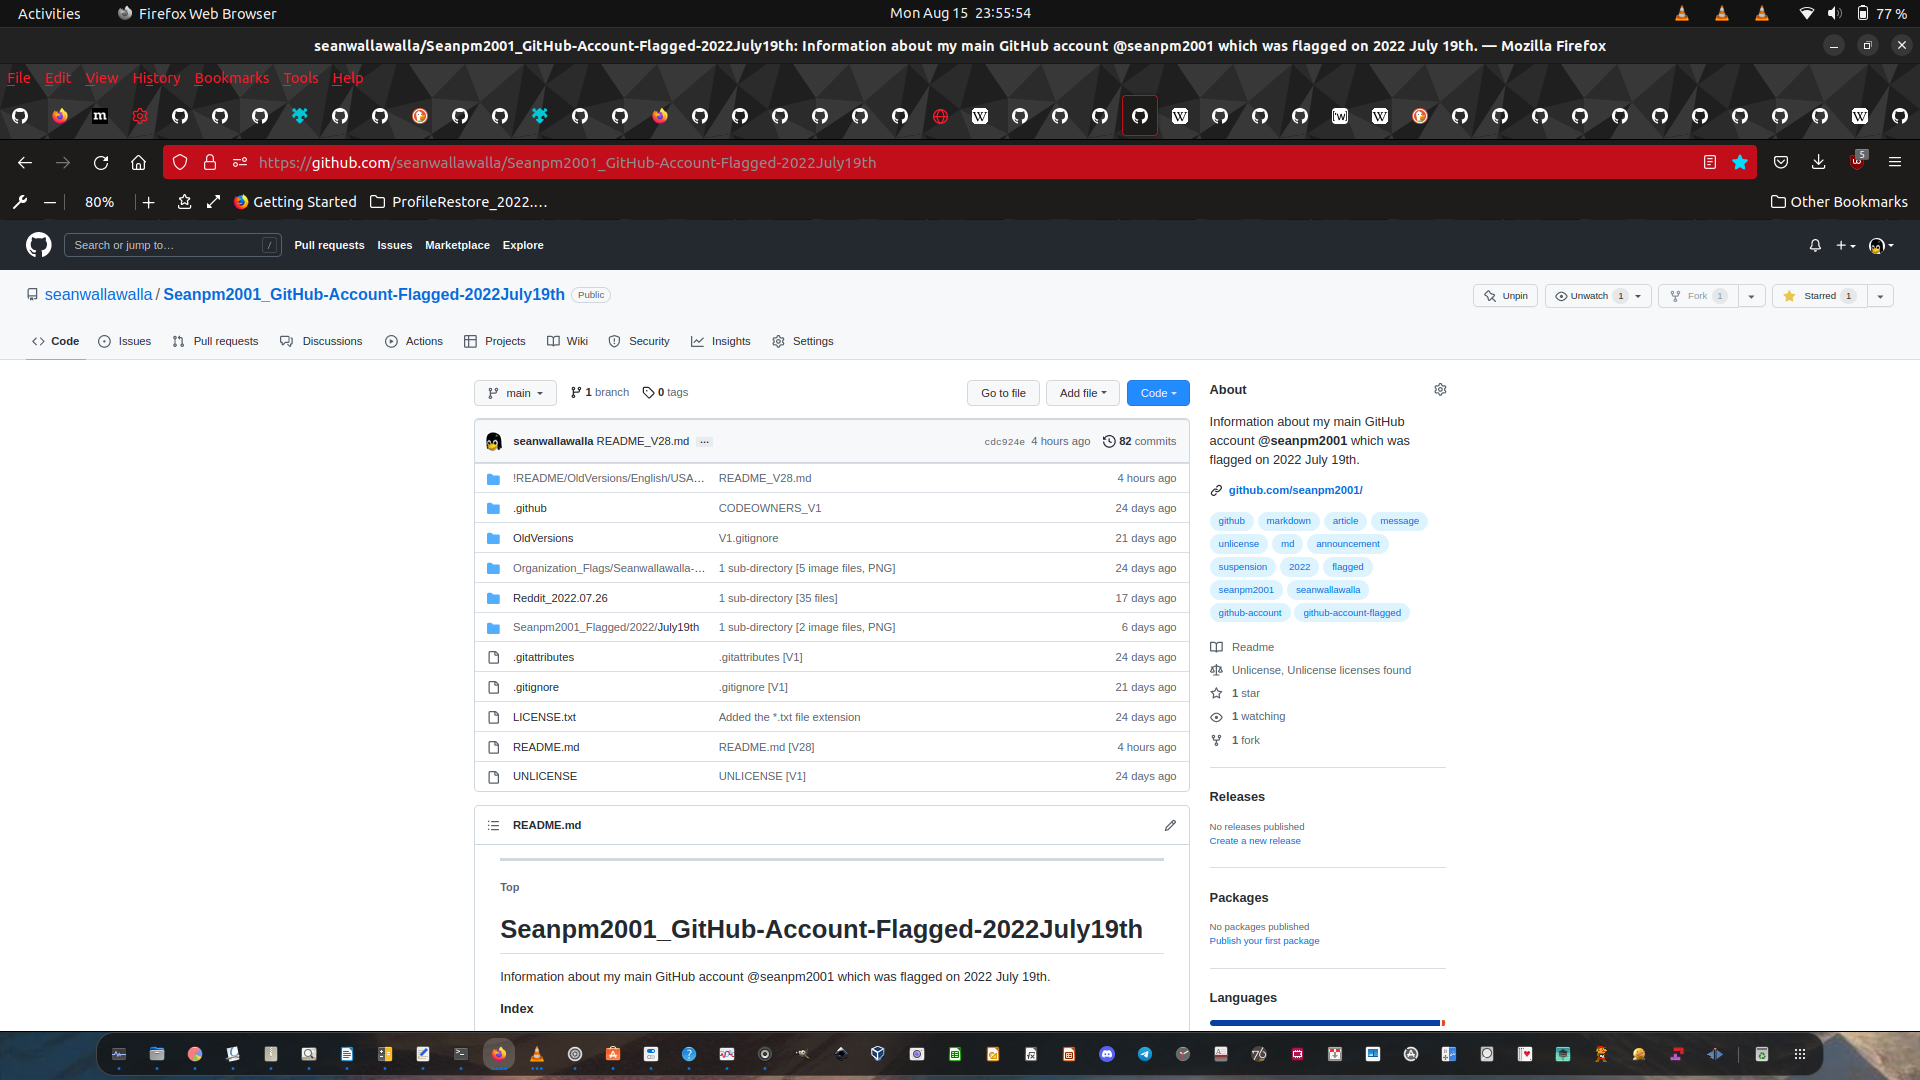 Activities Firefox Web Browser Mon Aug 15 23:55:54 77 %
seanwallawalla/Seanpm2001_GitHub-Account-Flagged-2022July19th: Information about my main GitHub account @seanpm2001 which was flagged on 2022 July 19th. — Mozilla Firefox
File Edit View History Bookmarks Tools Help
https://github.com/seanwallawalla/Seanpm2001_GitHub-Account-Flagged-2022July19th 5
80% Getting Started ProfileRestore_2022.... Other Bookmarks
Search or jump to... / Pull requests Issues Marketplace Explore
seanwallawalla / Seanpm2001_GitHub-Account-Flagged-2022July19th Public Unpin Unwatch 1 Fork 1 Starred 1
Code Issues Pull requests Discussions Actions Projects Wiki Security Insights Settings
main 1 branch 0 tags Go to file Add file Code
seanwallawalla README_V28.md ... cdc924e 4 hours ago 82 commits
!README/OldVersions/English/USA... README_V28.md 4 hours ago
.github CODEOWNERS_V1 24 days ago
OldVersions V1.gitignore 21 days ago
Organization_Flags/Seanwallawalla-... 1 sub-directory [5 image files, PNG] 24 days ago
Reddit_2022.07.26 1 sub-directory [35 files] 17 days ago
Seanpm2001_Flagged/2022/July19th 1 sub-directory [2 image files, PNG] 6 days ago
.gitattributes .gitattributes [V1] 24 days ago
.gitignore .gitignore [V1] 21 days ago
LICENSE.txt Added the *.txt file extension 24 days ago
README.md README.md [V28] 4 hours ago
UNLICENSE UNLICENSE [V1] 24 days ago
README.md
Top
Seanpm2001_GitHub-Account-Flagged-2022July19th
Information about my main GitHub account @seanpm2001 which was flagged on 2022 July 19th.
Index
About
Information about my main GitHub
account @seanpm2001 which was
flagged on 2022 July 19th.
github.com/seanpm2001/
github markdown article message
unlicense md announcement
suspension 2022 flagged
seanpm2001 seanwallawalla
github-account github-account-flagged
Readme
Unlicense, Unlicense licenses found
1 star
1 watching
1 fork
Releases
No releases published
Create a new release
Packages
No packages published
Publish your first package
Languages